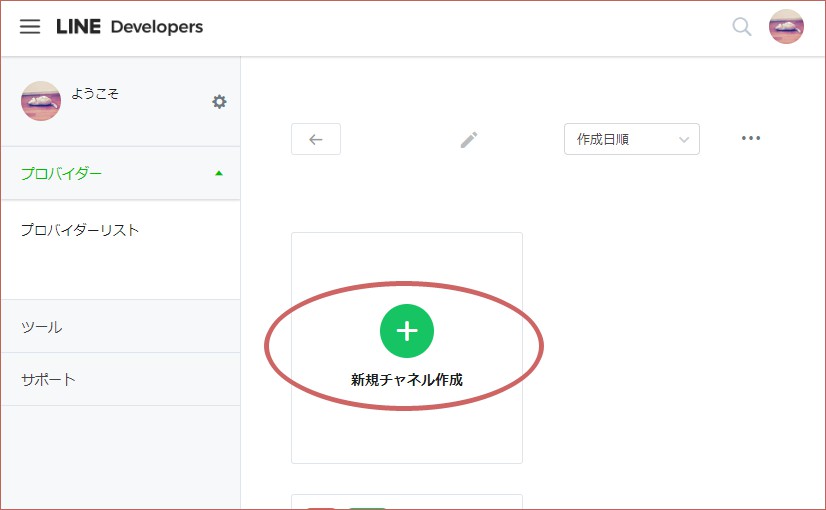 LINE Developers
ようこそ
プロバイダー
作成日順
プロバイダーリスト
ツール
新規チャネル作成
サポート